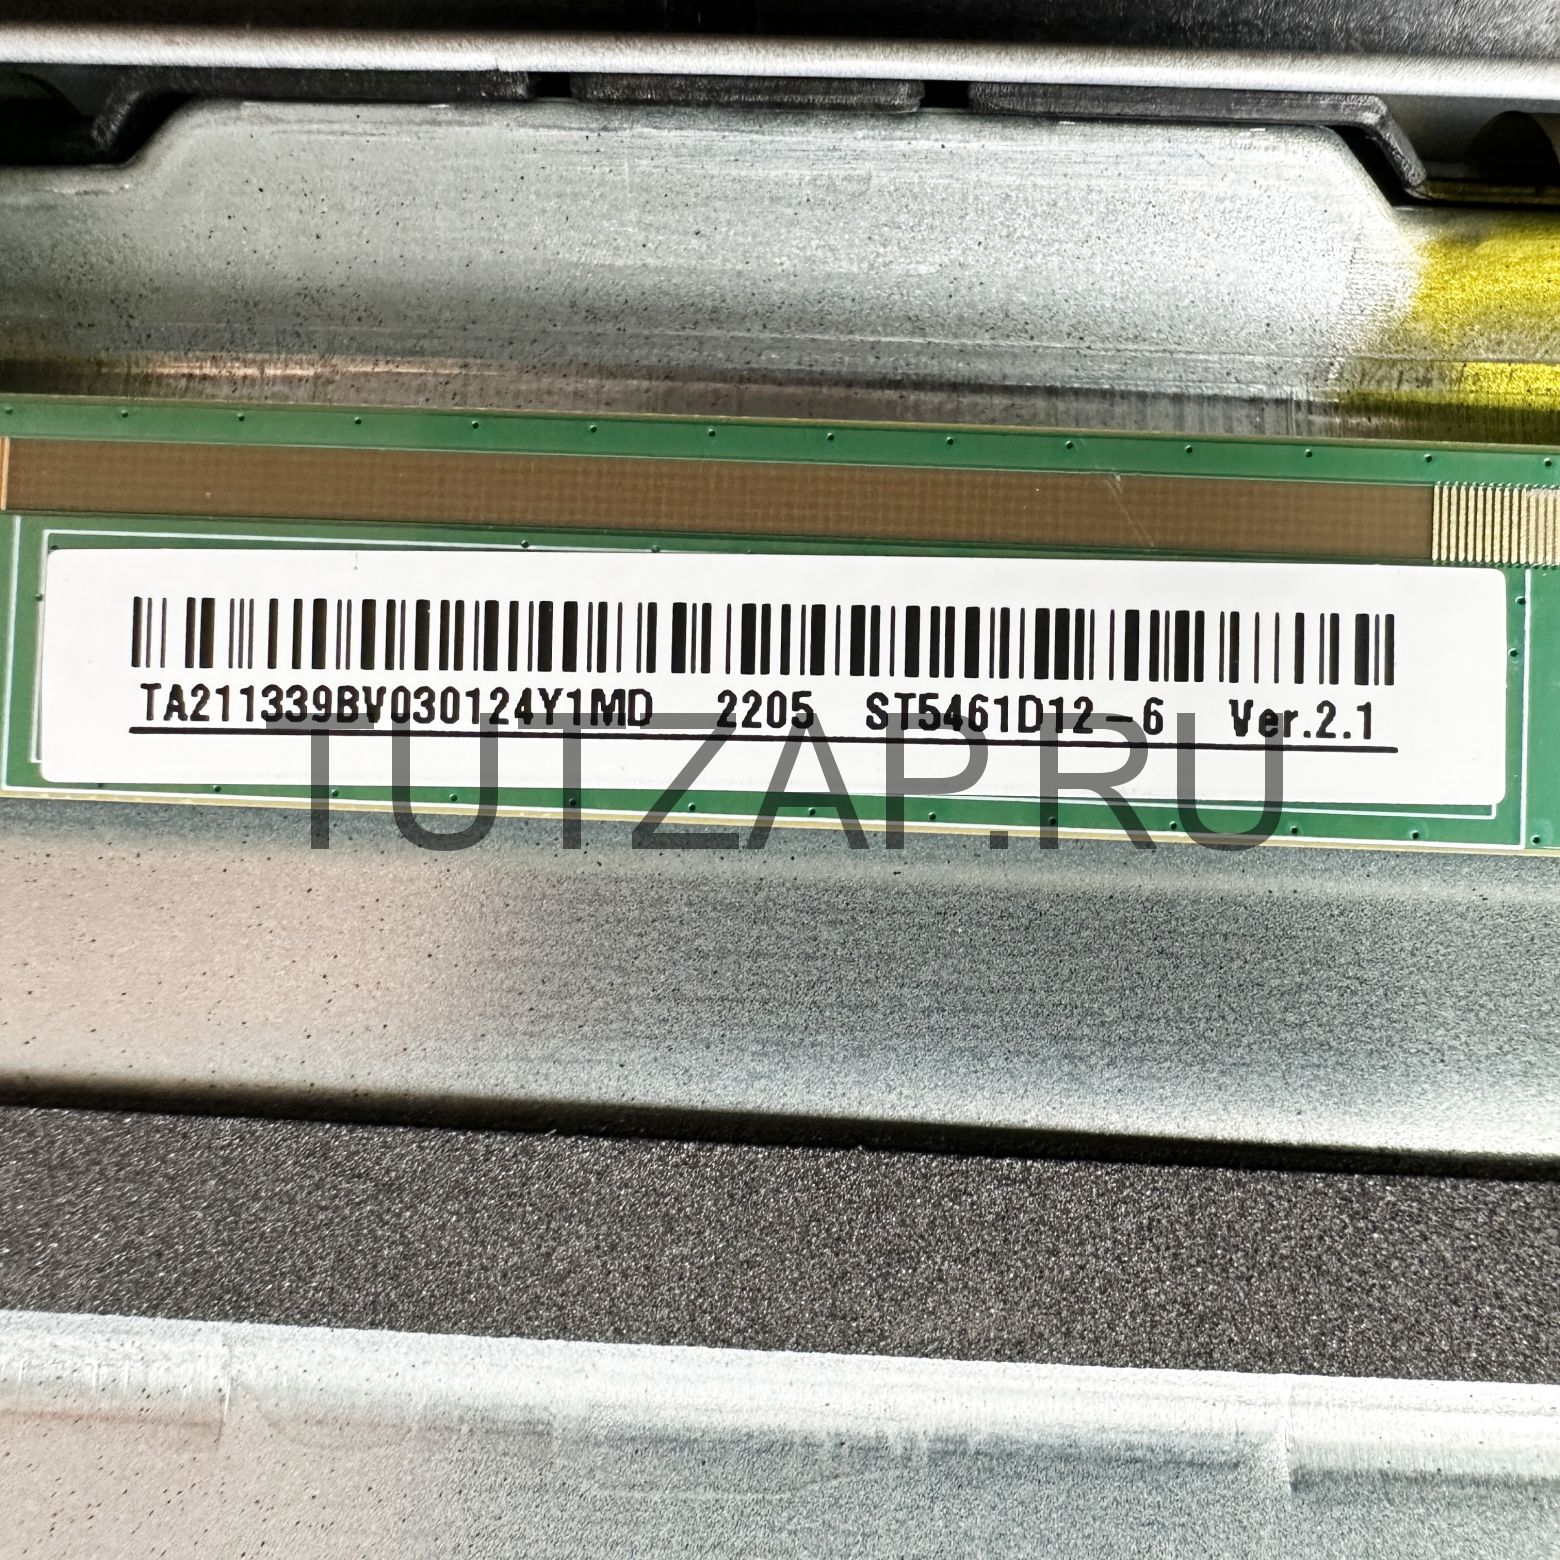 TA211339BV030124Y1MD 2205 ST5461D12-6 Ver.2.1
TUTZAP.RU